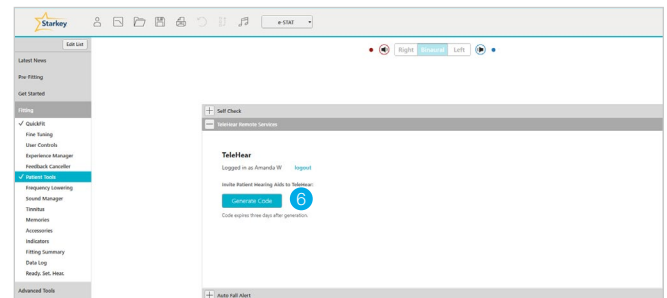 Starkey
e-STAT
Edit List
Right Binaural Left
Latest News
Pre Fitting
Get Started
Fitting
QuickFit
Fine Tuning
User Controls
Experience Manager
Feedback Canceller
Patient Tools
Frequency Lowering
Sound Manager
Tinnitus
Memories
Accessories
Indicators
Fitting Summary
Data Log
Ready, Set, Hear.
Advanced Tools
Self Check
TeleHear Remote Services
TeleHear
Logged in as Amanda W logout
Invite Patient Hearing Aids to TeleHear:
Generate Code 6
Code expires three days after generation.
Auto Fall Alert